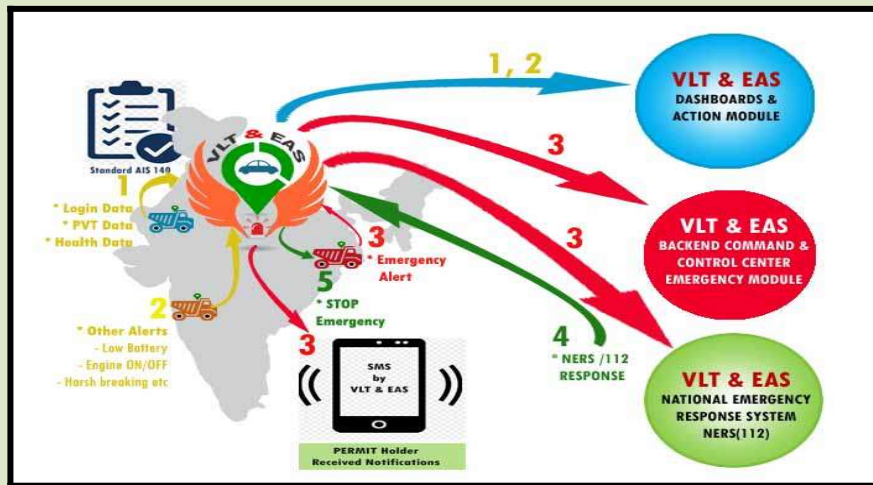 1, 2
VLT & EAS
DASHBOARDS &
ACTION MODULE
VLT & EAS
Standard AIS 140
1
* Login Data
* PVT Data
* Health Data
3
VLT & EAS
BACKEND COMMAND &
CONTROL CENTER
EMERGENCY MODULE
3
3
* Emergency
Alert
5
* STOP
Emergency
2
* Other Alerts
- Low Battery
- Engine ON/OFF
- Harsh breaking etc
3
SMS
by
VLT & EAS
PERMIT Holder
Received Notifications
4
* NERS /112
RESPONSE
VLT & EAS
NATIONAL EMERGENCY
RESPONSE SYSTEM
NERS(112)